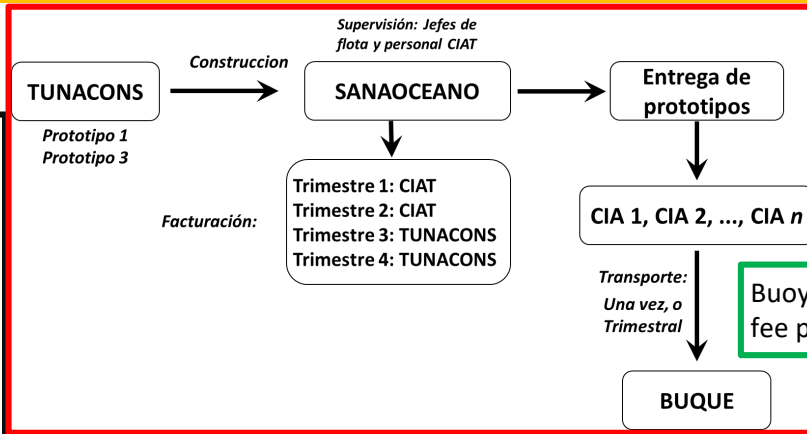 Supervisión: Jefes de
flota y personal CIAT
Construccion
TUNACONS
SANAOCEANO
Entrega de
prototipos
Prototipo 1
Prototipo 3
Facturación:
Trimestre 1: CIAT
Trimestre 2: CIAT
Trimestre 3: TUNACONS
Trimestre 4: TUNACONS
CIA 1, CIA 2, ..., CIA n
Transporte:
Una vez, o
Trimestral
Buoy
fee p
BUQUE